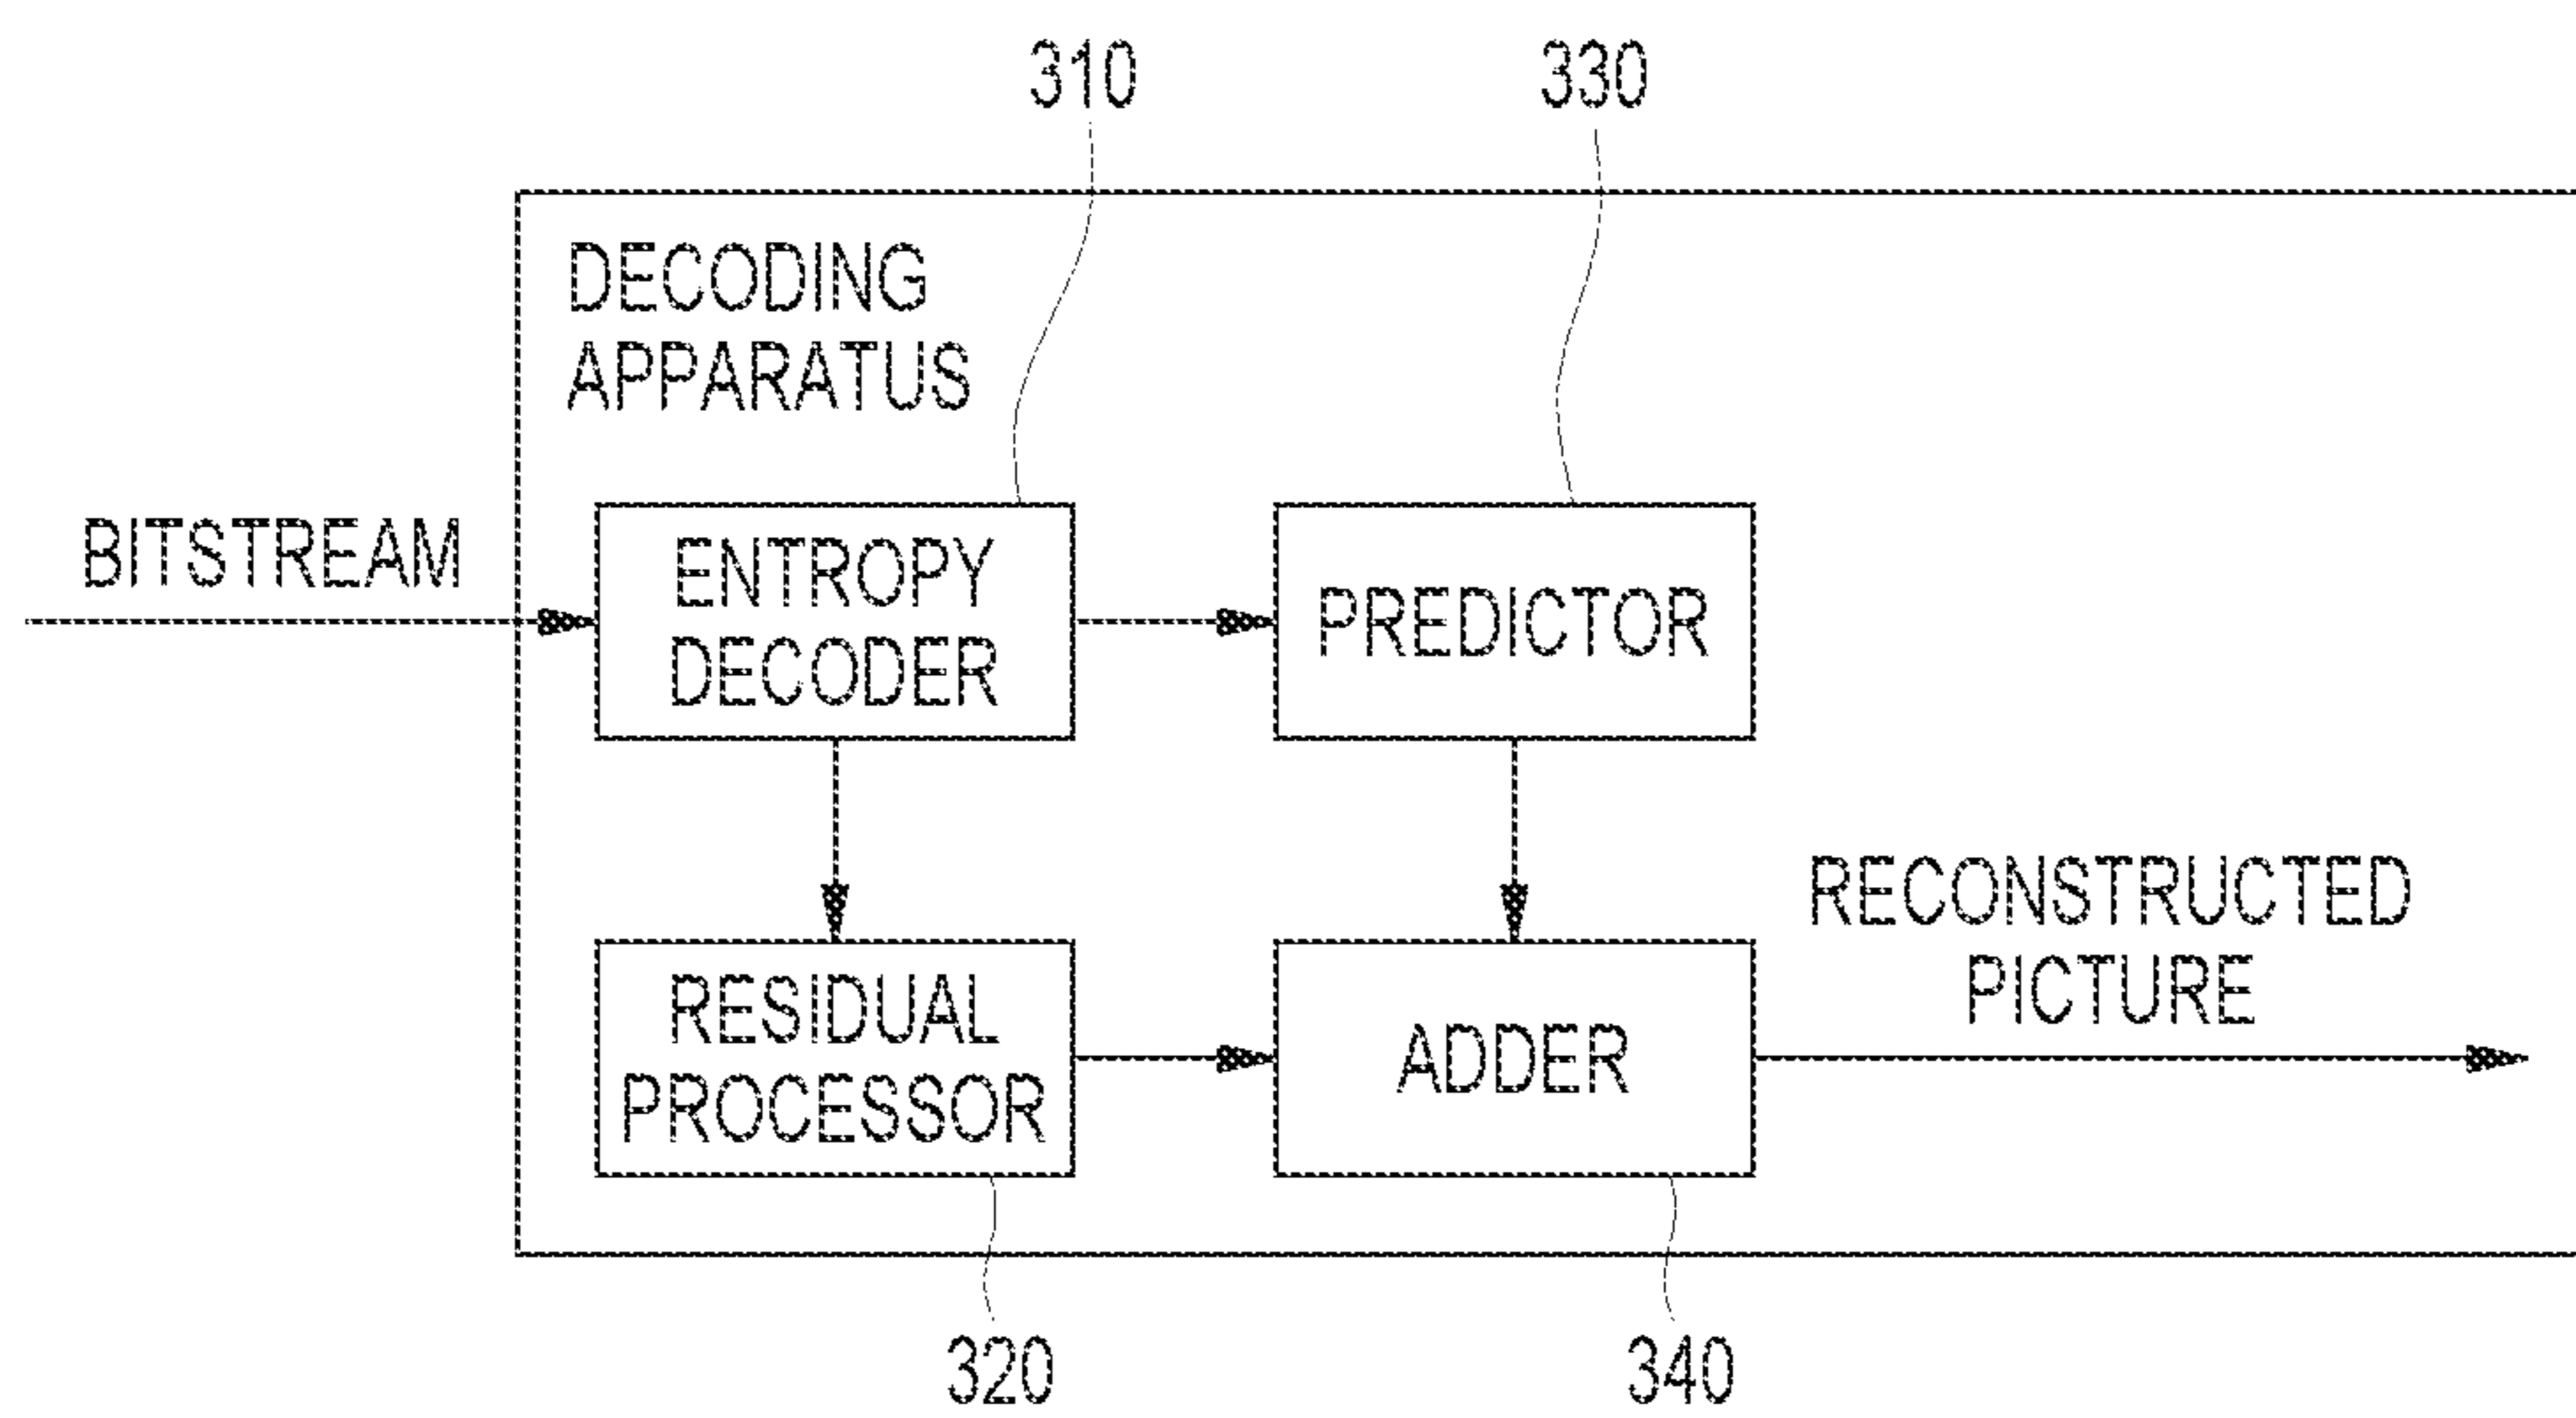 310
330
DECODING
APPARATUS
BITSTREAM
ENTROPY
DECODER
PREDICTOR
RECONSTRUCTED
PICTURE
RESIDUAL
PROCESSOR
ADDER
320
340